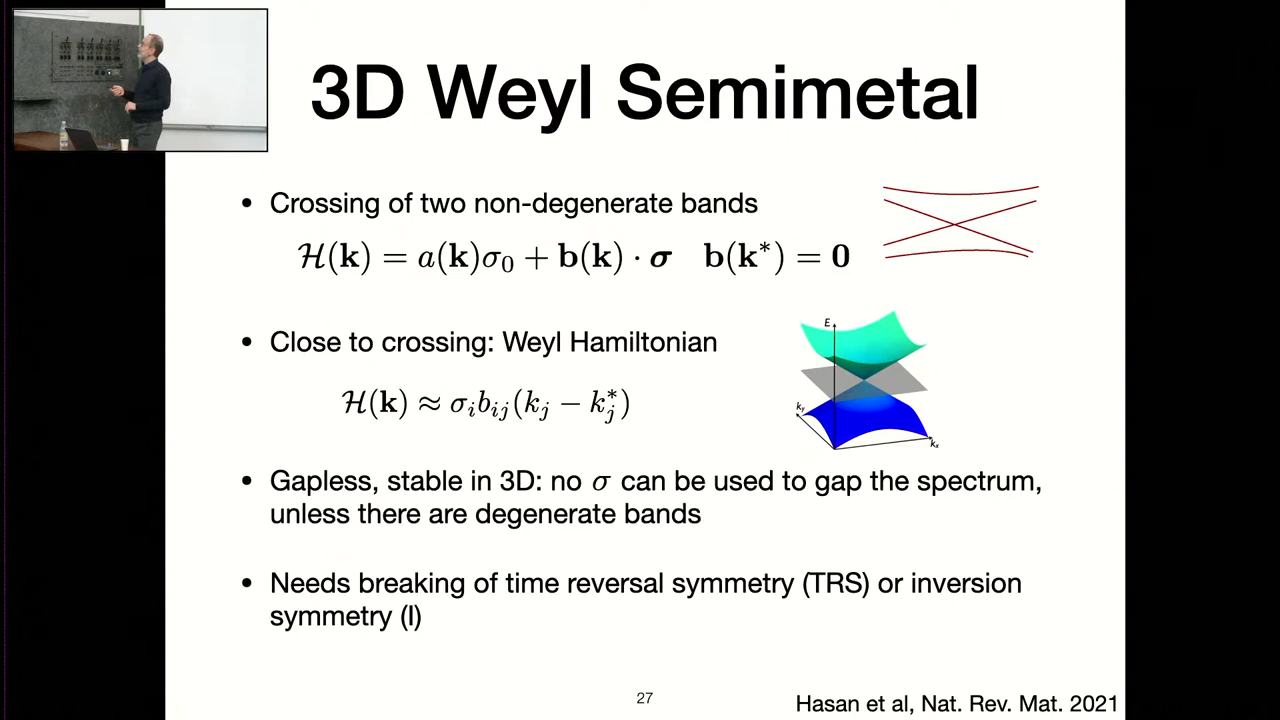 3D Weyl Semimetal
• Crossing of two non-degenerate bands
ℋ(𝐤) = a(𝐤)σ₀ + 𝐛(𝐤) · 𝛔   𝐛(𝐤*) = 𝟎
• Close to crossing: Weyl Hamiltonian
ℋ(𝐤) ≈ σᵢbᵢⱼ(kⱼ − k*ⱼ)
E
k_y
k_x
• Gapless, stable in 3D: no σ can be used to gap the spectrum,
unless there are degenerate bands
• Needs breaking of time reversal symmetry (TRS) or inversion
symmetry (I)
27
Hasan et al, Nat. Rev. Mat. 2021